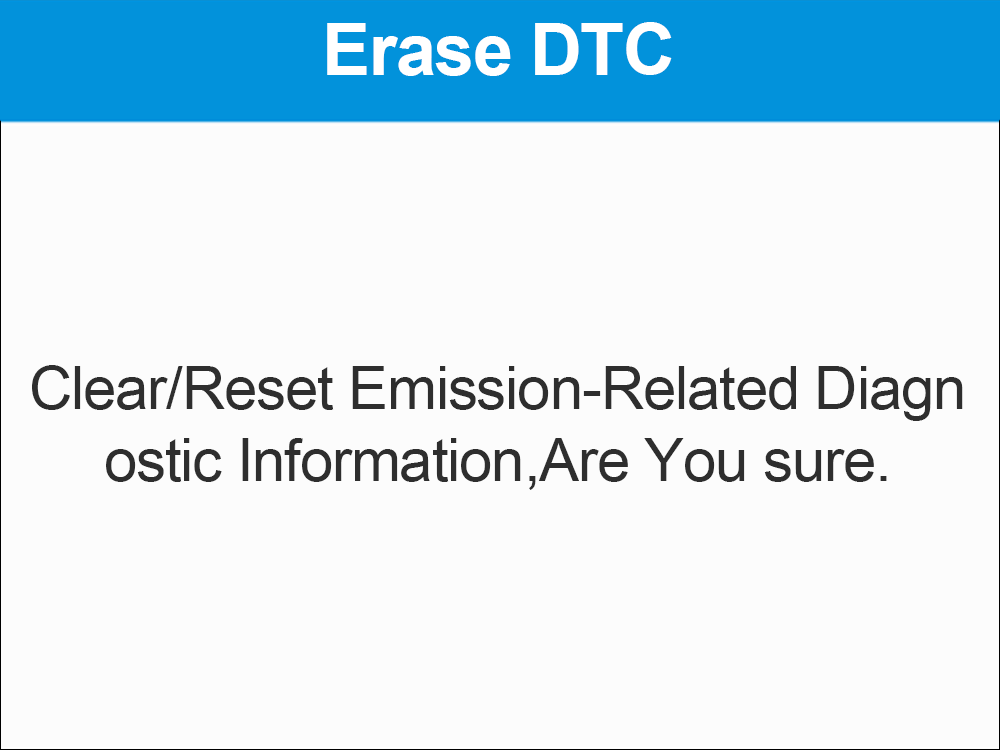 Erase DTC
Clear/Reset Emission-Related Diagn
ostic Information,Are You sure.